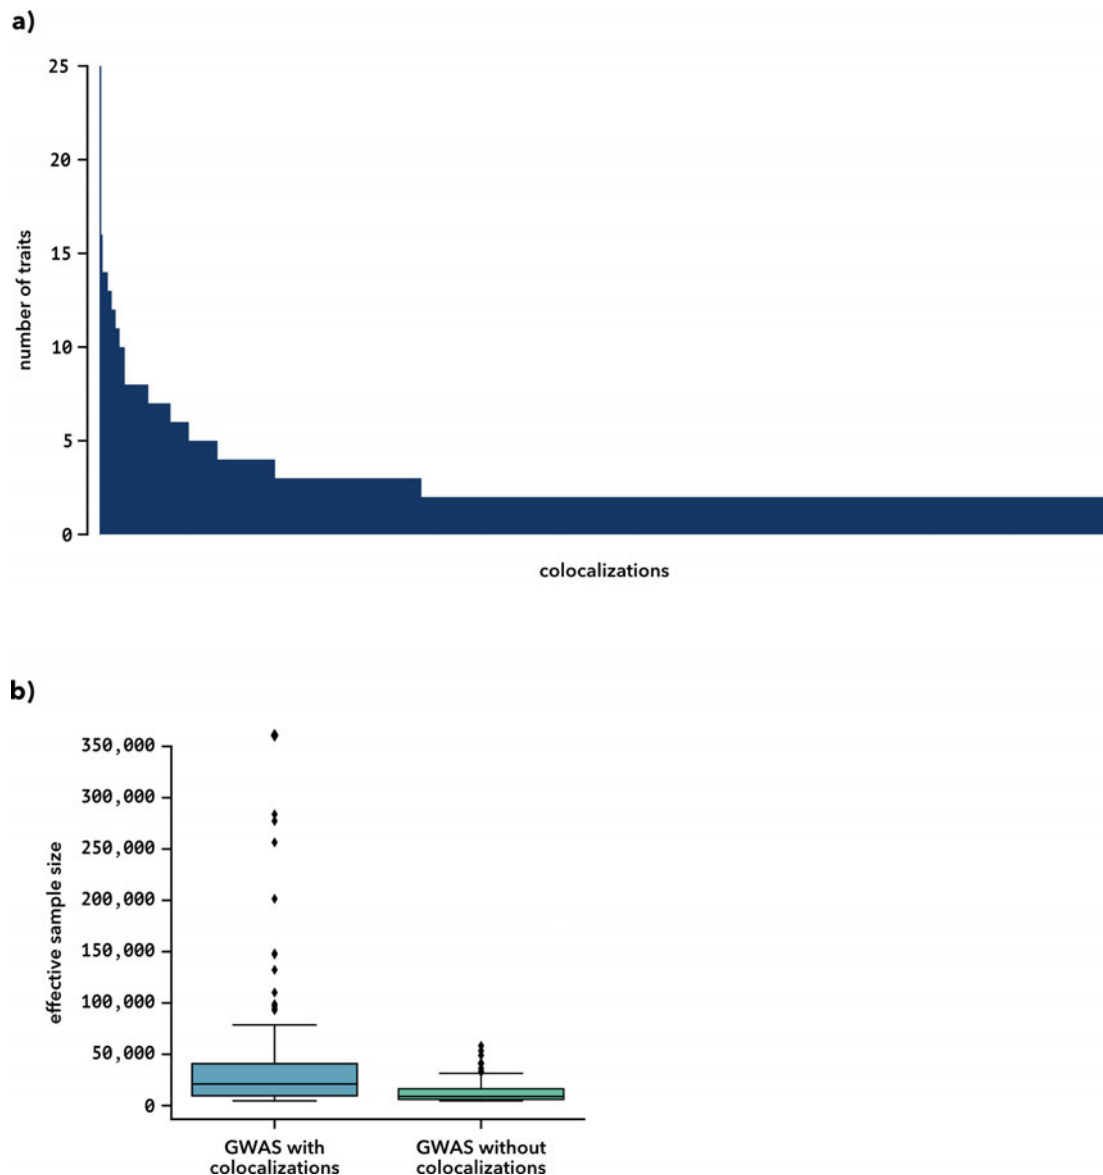 a)
25
20
15
10
5
0
number of traits
colocalizations
b)
350,000
300,000
250,000
200,000
150,000
100,000
50,000
0
effective sample size
GWAS with
colocalizations
GWAS without
colocalizations